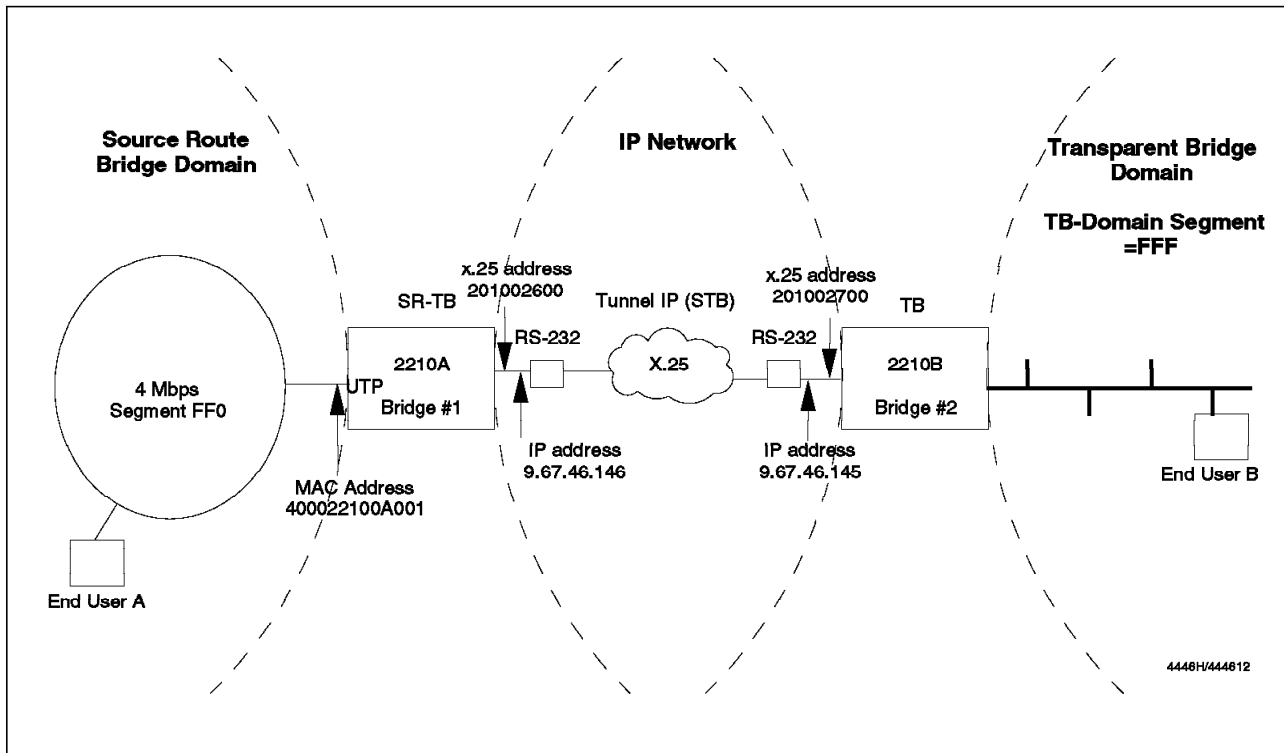 Source Route
Bridge Domain
IP Network
Transparent Bridge
Domain
TB-Domain Segment
=FFF
x.25 address
201002600
SR-TB
Tunnel IP (STB)
x.25 address
201002700
TB
RS-232
RS-232
4 Mbps
Segment FF0
UTP
2210A
Bridge #1
X.25
2210B
Bridge #2
IP address
9.67.46.146
IP address
9.67.46.145
MAC Address
400022100A001
End User A
End User B
4446H/444612